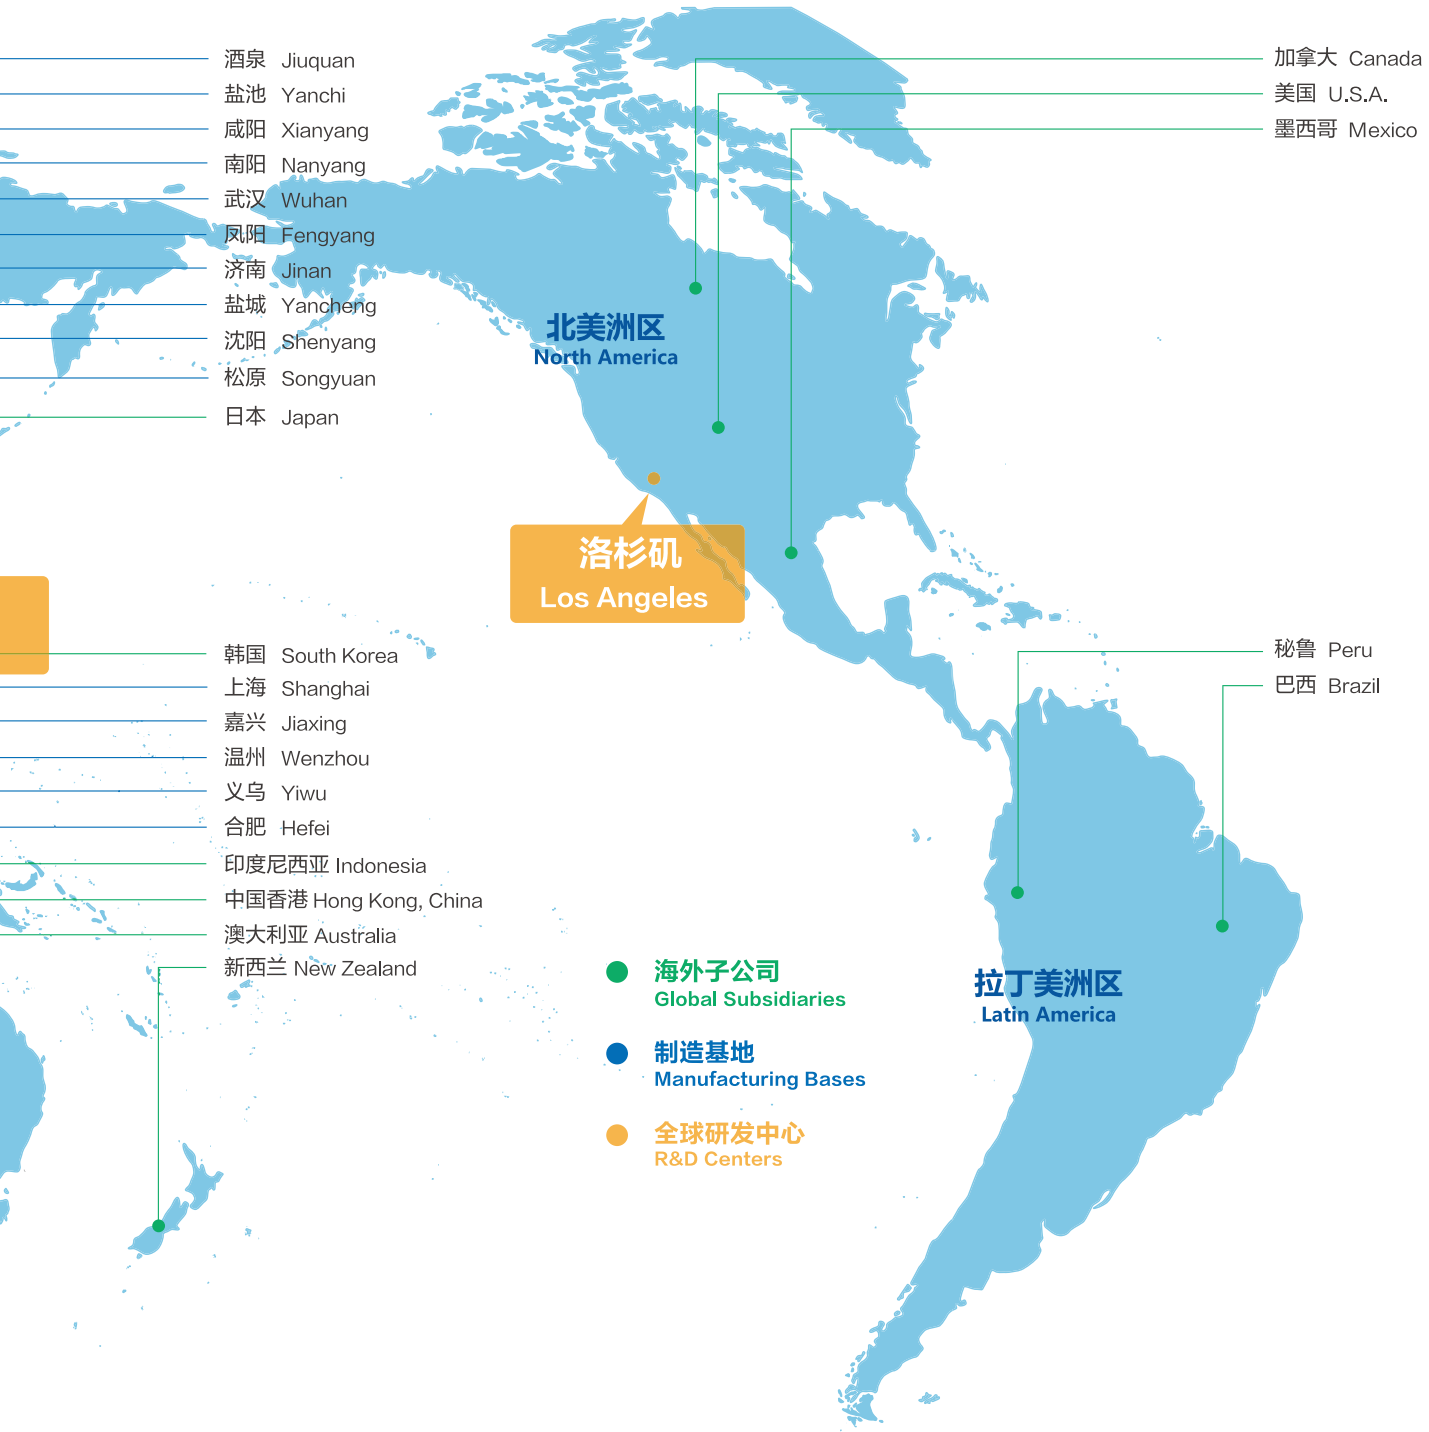 酒泉 Jiuquan
盐池 Yanchi
咸阳 Xianyang
南阳 Nanyang
武汉 Wuhan
凤阳 Fengyang
济南 Jinan
盐城 Yancheng
沈阳 Shenyang
松原 Songyuan
日本 Japan
加拿大 Canada
美国 U.S.A.
墨西哥 Mexico
北美洲区
North America
洛杉矶
Los Angeles
韩国 South Korea
上海 Shanghai
嘉兴 Jiaxing
温州 Wenzhou
义乌 Yiwu
合肥 Hefei
印度尼西亚 Indonesia
中国香港 Hong Kong, China
澳大利亚 Australia
新西兰 New Zealand
秘鲁 Peru
巴西 Brazil
拉丁美洲区
Latin America
海外子公司
Global Subsidiaries
制造基地
Manufacturing Bases
全球研发中心
R&D Centers